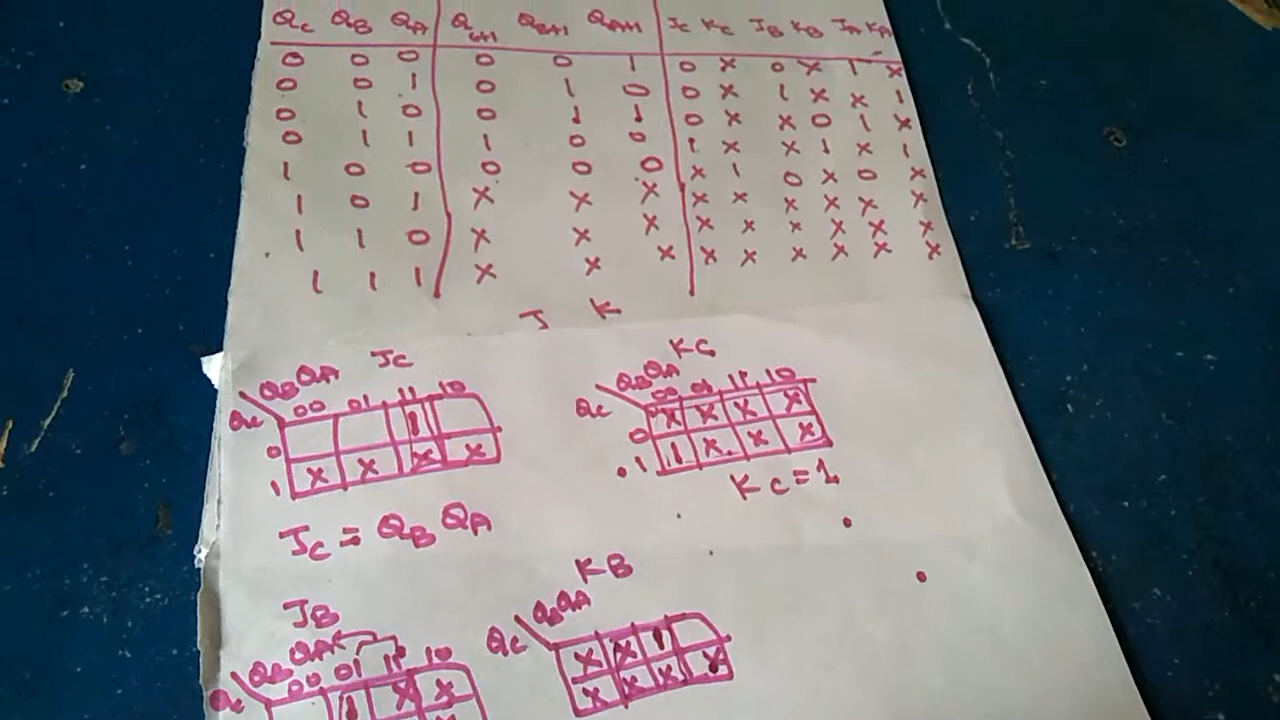 QC QB QA QC+1 QB+1 QA+1 JC KC JB KB JA KA
0 0 0 0 0 1 0 X 0 X 1 X
0 0 1 0 1 0 0 X 1 X X 1
0 1 0 0 1 1 0 X X 0 1 X
0 1 1 1 0 0 1 X X 1 X 1
1 0 0 0 0 0 X 1 0 X 0 X
1 0 1 X X X X X X X X X
1 1 0 X X X X X X X X X
1 1 1 X X X X X X X X X
J K
JC KC
QBQA QBQA
QC 00 01 11 10 QC 00 01 11 10
0 1 0 X X X X
1 X X X X 1 1 X X X
JC = QB QA KC = 1
JB KB
QB QA QBQA
QC 00 01 11 10 QC
1 X X X X 1
X X X X